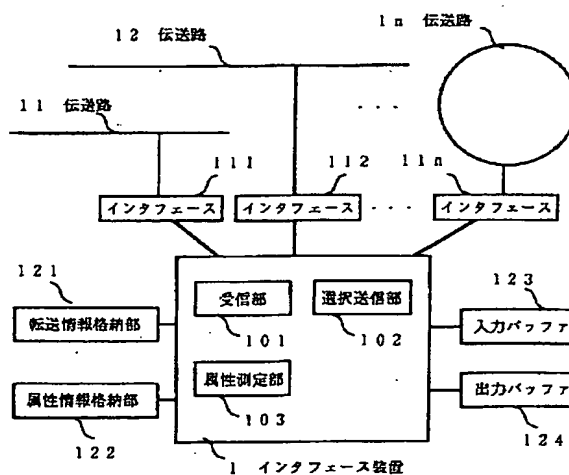 12 伝送路
1n 伝送路
11 伝送路
...
111
112
11n
インタフェース
インタフェース
...
インタフェース
121
受信部
選択送信部
123
転送情報格納部
101
102
入力バッファ
属性測定部
属性情報格納部
103
出力バッファ
122
124
1 インタフェース装置